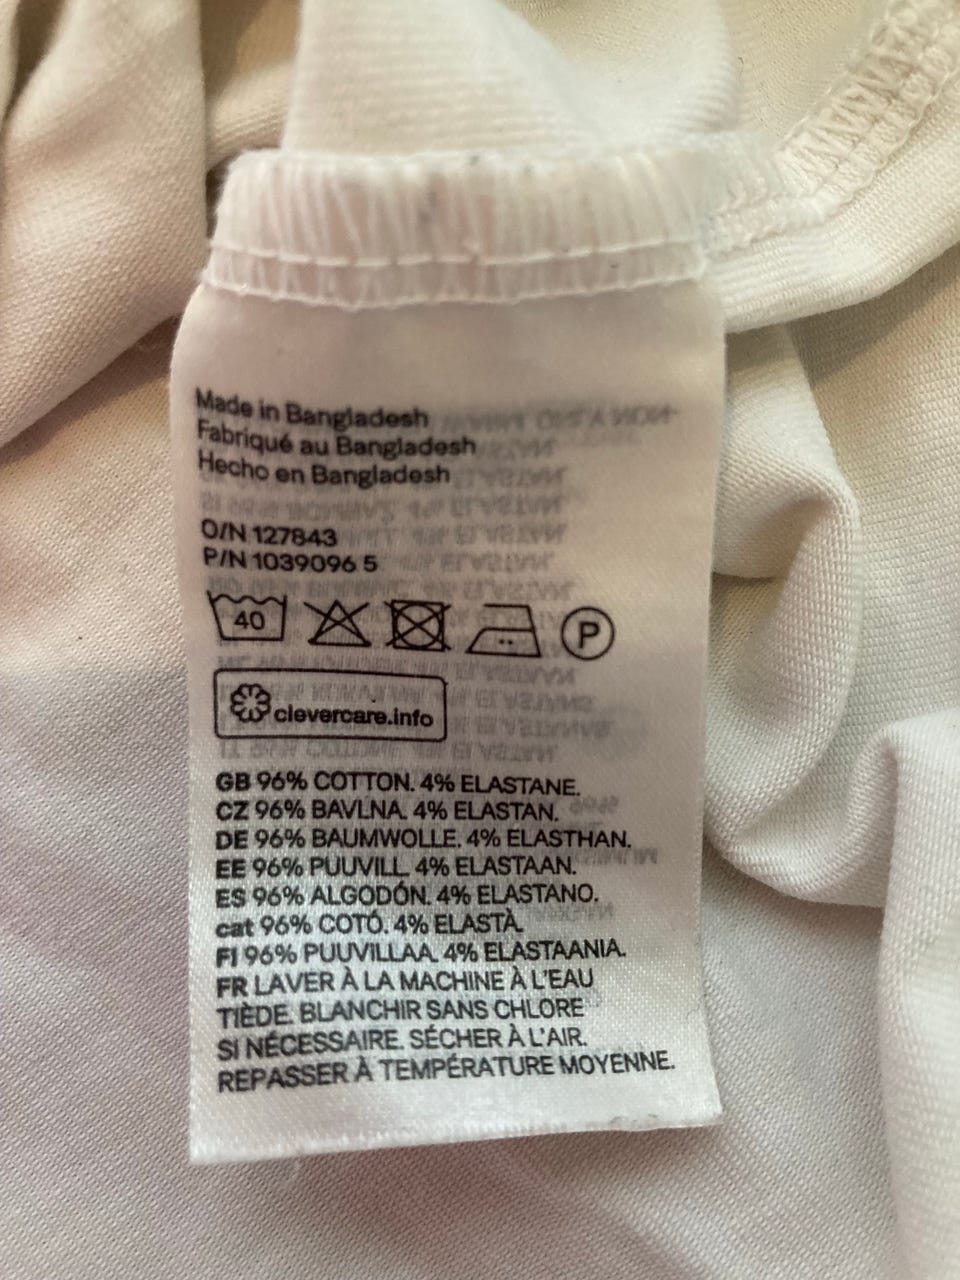 Made in Bangladesh
Fabriqué au Bangladesh
Hecho en Bangladesh
O/N 127843
P/N 1039096 5
40 P
clevercare.info
GB 96% COTTON. 4% ELASTANE.
CZ 96% BAVLNA. 4% ELASTAN.
DE 96% BAUMWOLLE. 4% ELASTHAN.
EE 96% PUUVILL. 4% ELASTAAN.
ES 96% ALGODÓN. 4% ELASTANO.
cat 96% COTÓ. 4% ELASTÀ.
FI 96% PUUVILLAA. 4% ELASTAANIA.
FR LAVER À LA MACHINE À L'EAU
TIÈDE. BLANCHIR SANS CHLORE
SI NÉCESSAIRE. SÉCHER À L'AIR.
REPASSER À TEMPÉRATURE MOYENNE.